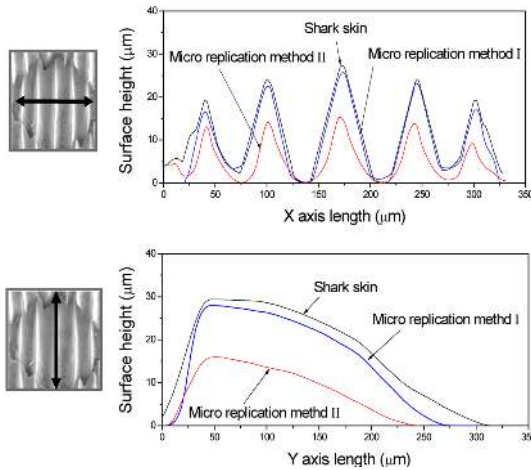 40
30
20
10
0
Surface height (μm)
Shark skin
Micro replication method II
Micro replication method I
0
50
100
150
200
250
300
35
X axis length (μm)
40
30
20
10
0
Surface height (μm)
Shark skin
Micro replication methd I
Micro replication methd II
0
50
100
150
200
250
300
35
Y axis length (μm)